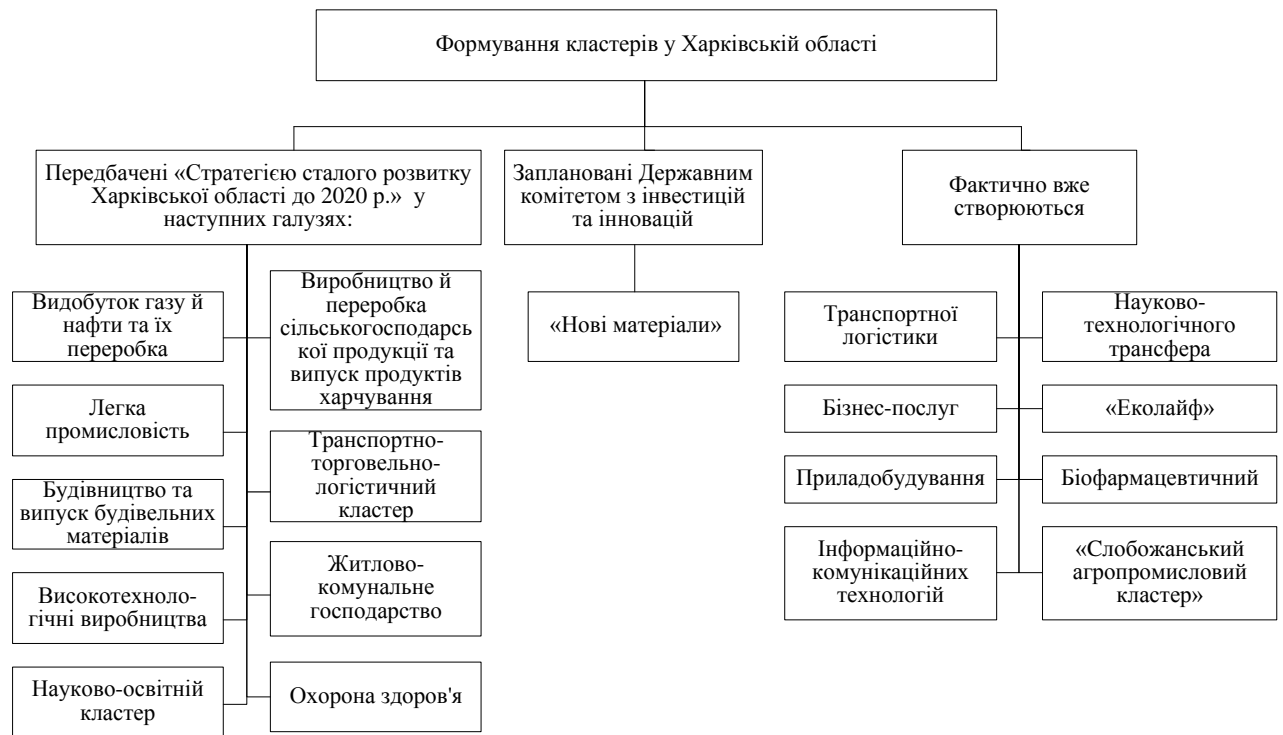 Формування кластерів у Харківській області
Передбачені «Стратегією сталого розвитку
Харківської області до 2020 р.» у
наступних галузях:
Заплановані Державним
комітетом з інвестицій
та інновацій
Фактично вже
створюються
Видобуток газу й
нафти та їх
переробка
Виробництво й
переробка
сільськогосподарсь
кої продукції та
випуск продуктів
харчування
Легка
промисловість
Транспортно-
торговельно-
логістичний
кластер
Будівництво та
випуск будівельних
матеріалів
Житлово-
комунальне
господарство
Високотехноло-
гічні виробництва
Науково-освітній
кластер
Охорона здоров'я
«Нові матеріали»
Транспортної
логістики
Науково-
технологічного
трансфера
Бізнес-послуг
«Еколайф»
Приладобудування
Біофармацевтичний
Інформаційно-
комунікаційних
технологій
«Слобожанський
агропромисловий
кластер»